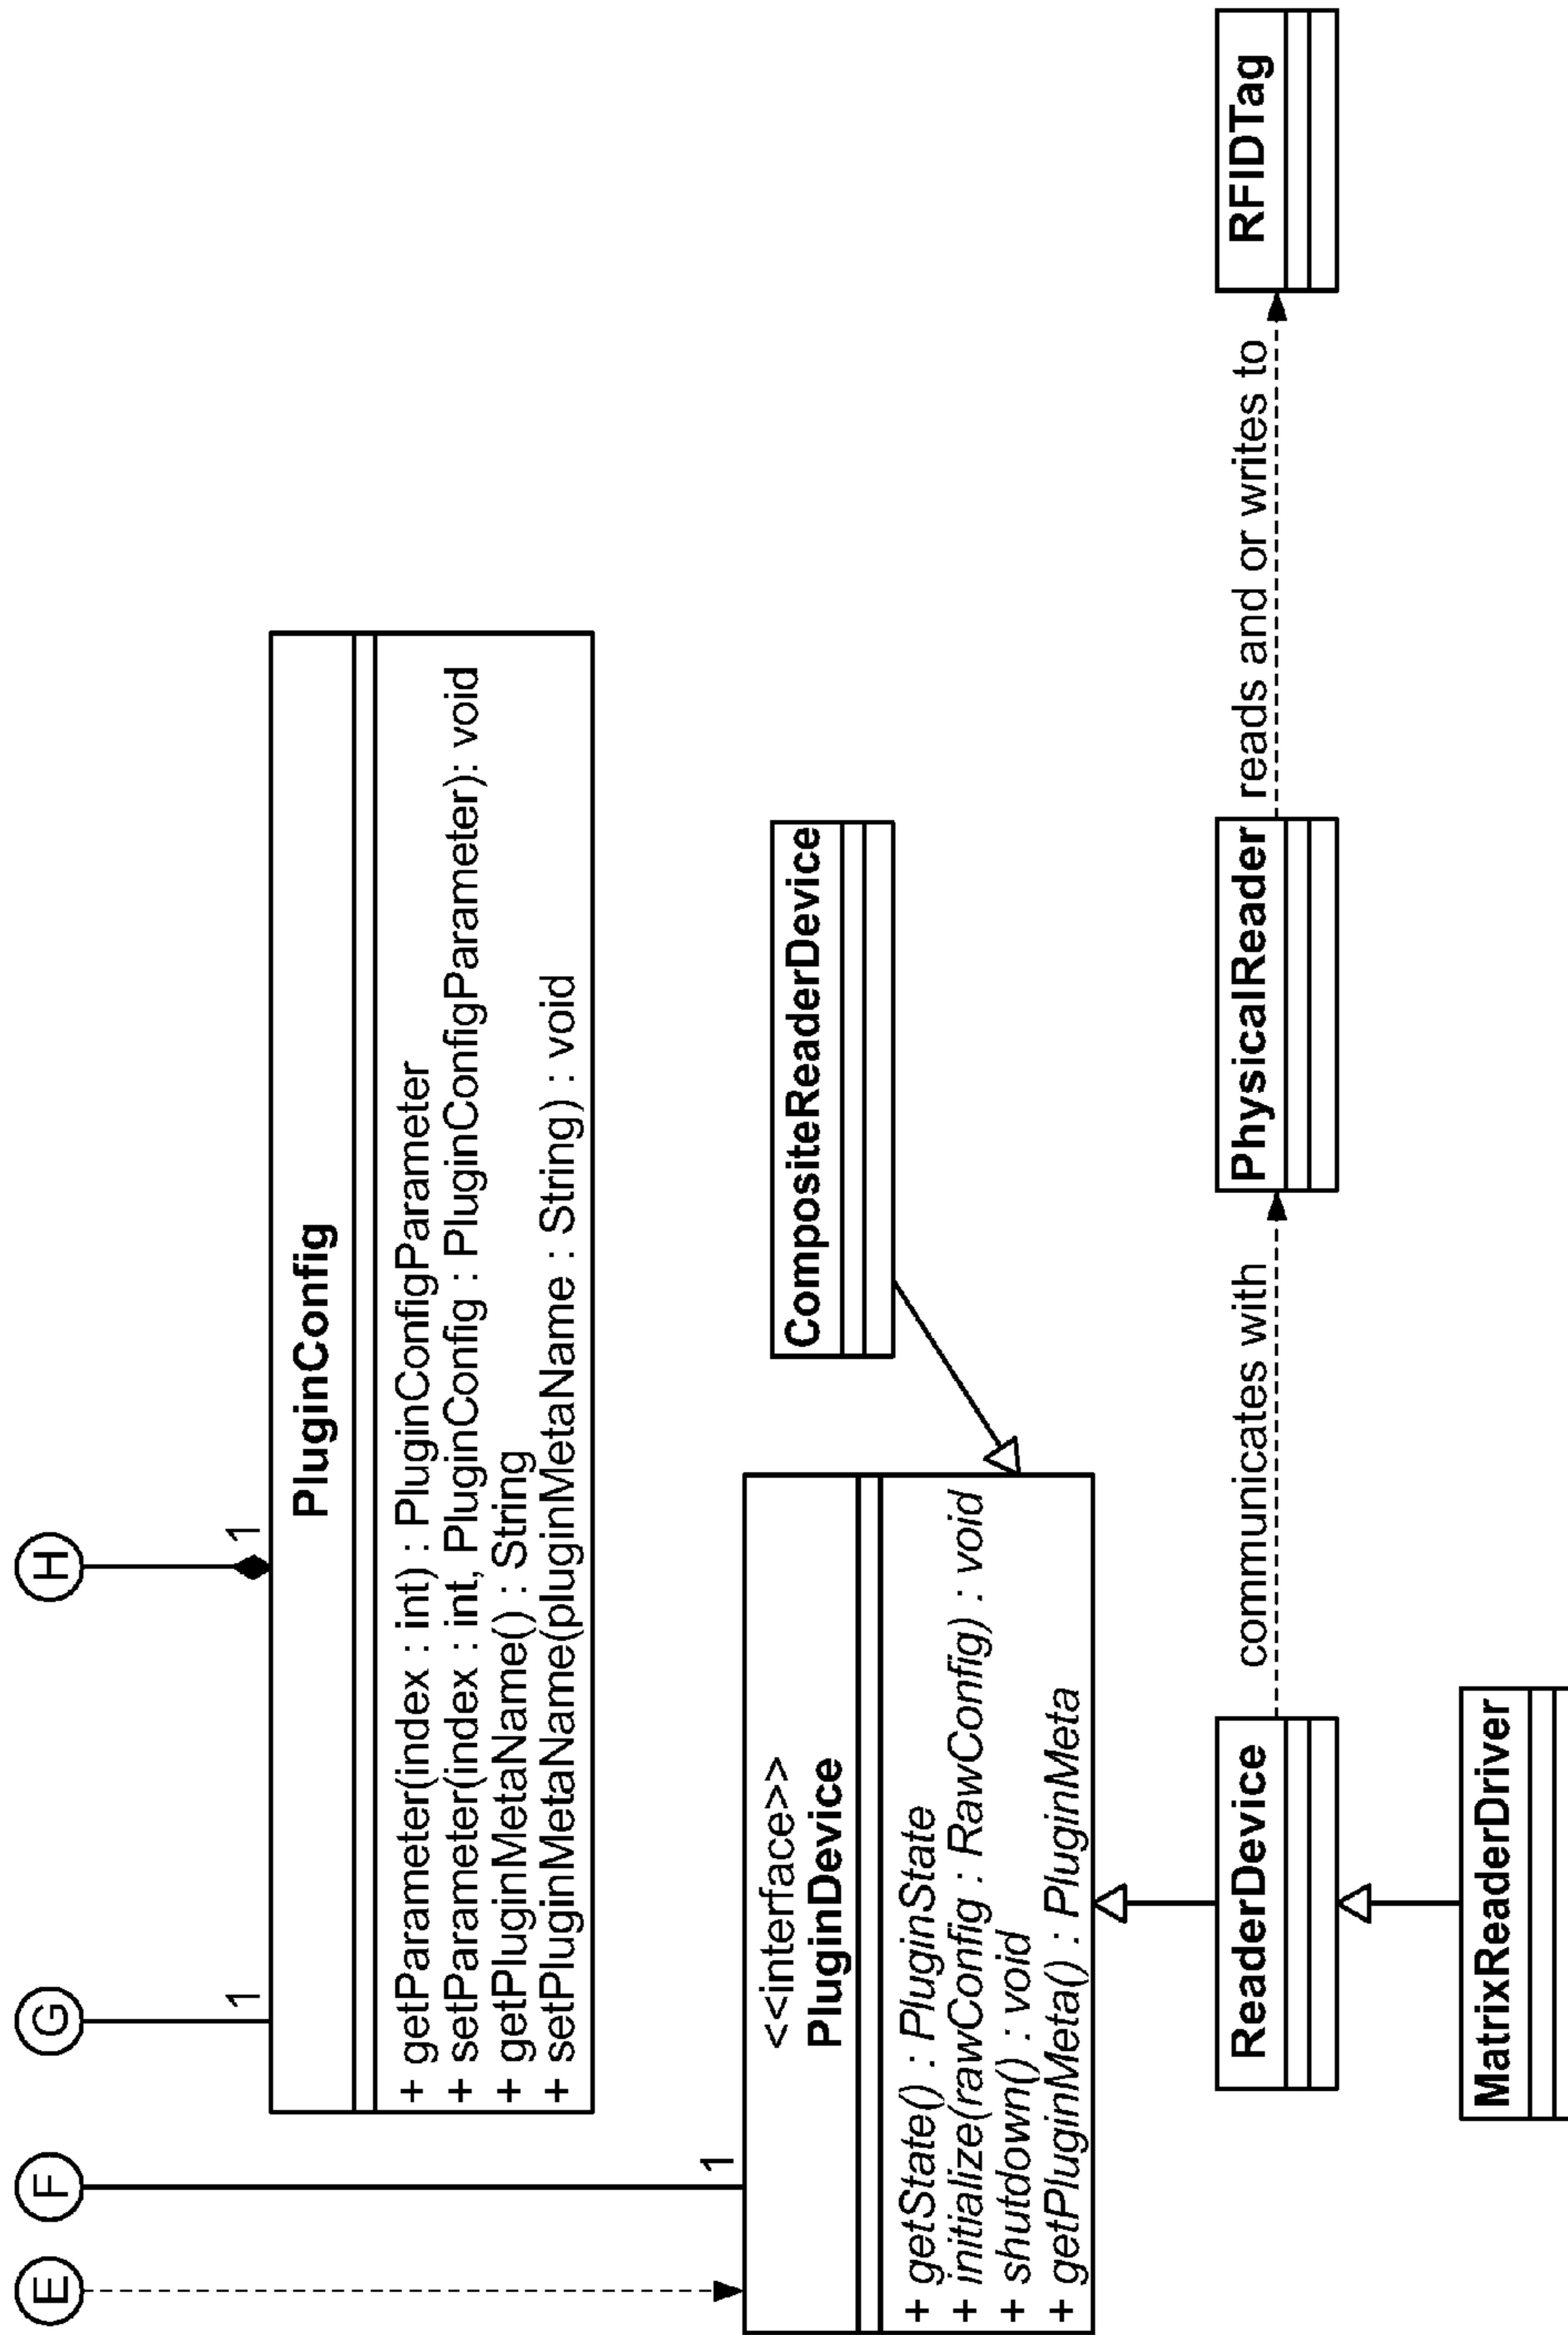 E
F
G
H
1
1
1
PluginConfig
+ getParameter(index : int) : PluginConfigParameter
+ setParameter(index : int, PluginConfig : PluginConfigParameter): void
+ getPluginMetaName() : String
+ setPluginMetaName(pluginMetaName : String) : void
<<interface>>
PluginDevice
+ getState() : PluginState
+ initialize(rawConfig : RawConfig) : void
+ shutdown() : void
+ getPluginMeta() : PluginMeta
CompositeReaderDevice
ReaderDevice
communicates with
PhysicalReader
reads and or writes to
RFIDTag
MatrixReaderDriver